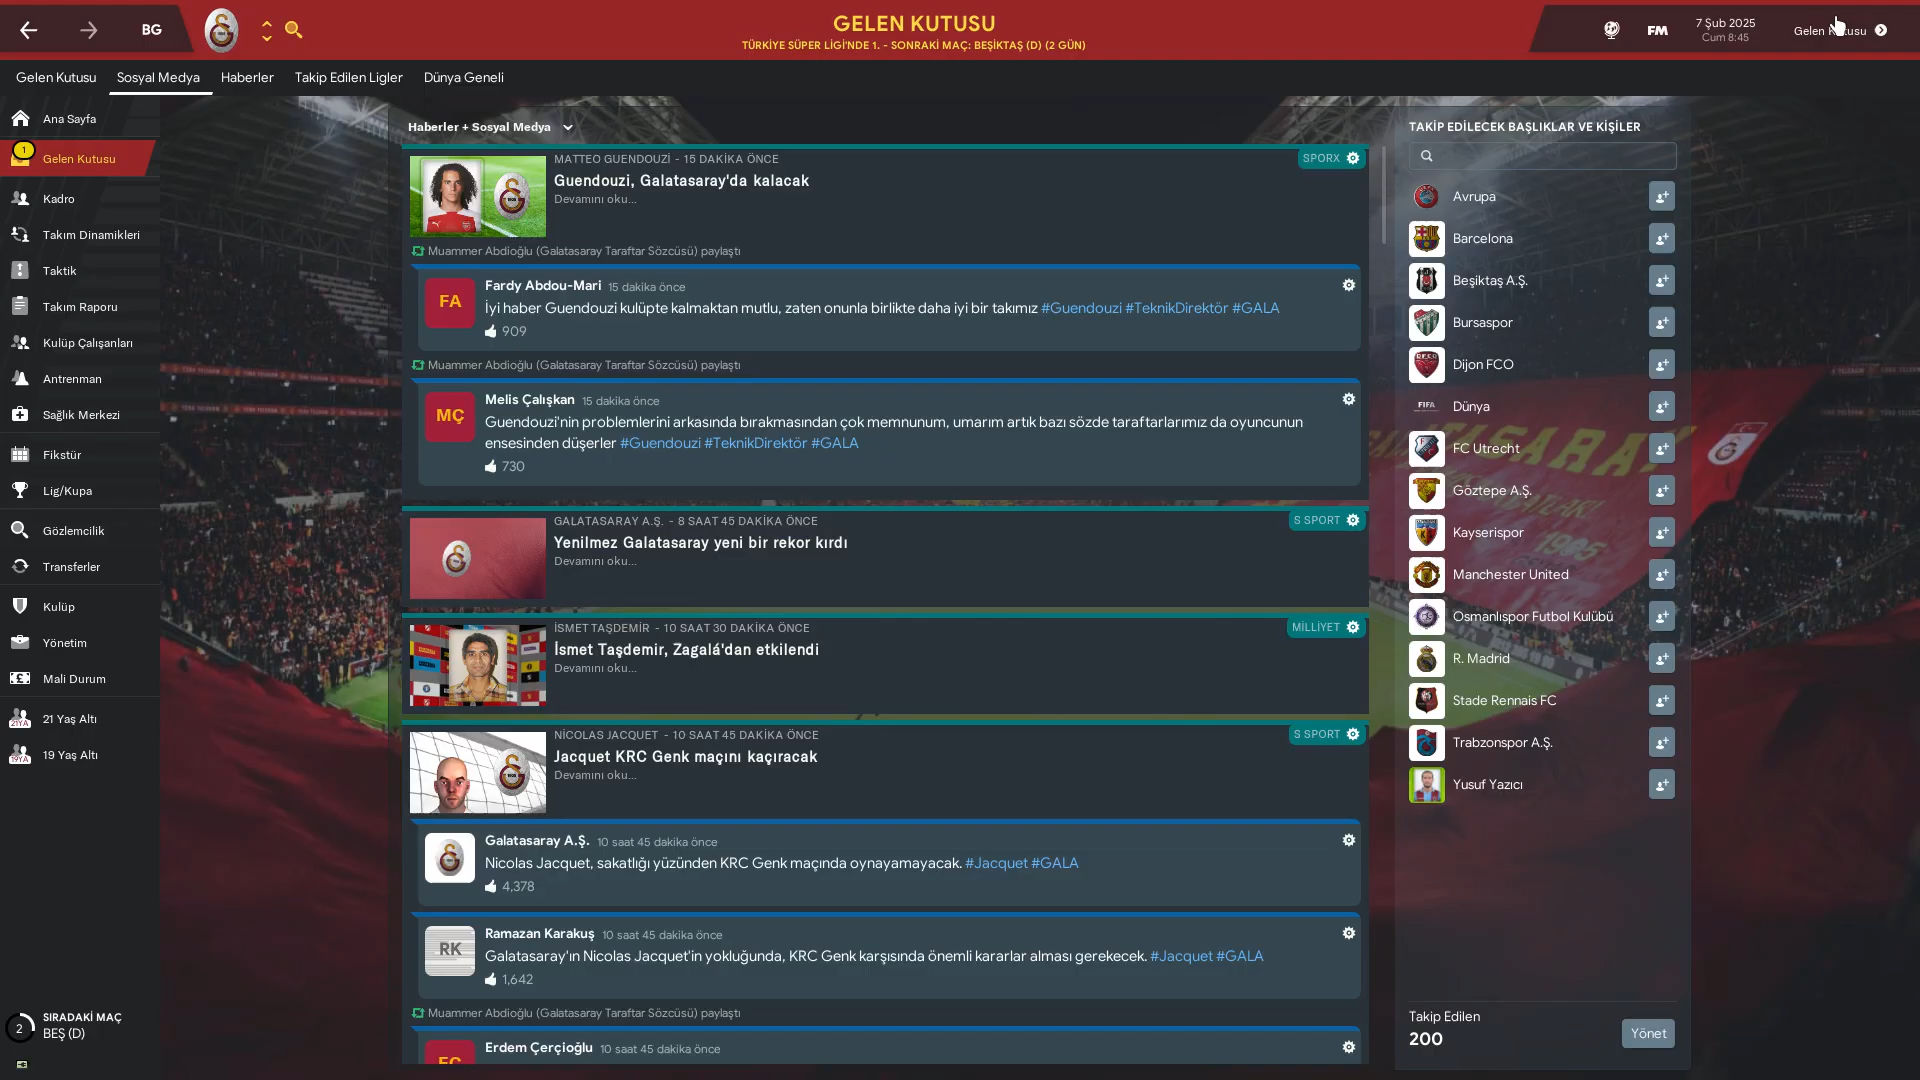 BG
GELEN KUTUSU
TÜRKİYE SÜPER LİGİ'NDE 1. - SONRAKİ MAÇ: BEŞİKTAŞ (D) (2 GÜN)
FM
7 Şub 2025
Cum 8:45
Gelen Kutusu
Gelen Kutusu
Sosyal Medya
Haberler
Takip Edilen Ligler
Dünya Geneli
Ana Sayfa
1
Gelen Kutusu
Kadro
Takım Dinamikleri
Taktik
Takım Raporu
Kulüp Çalışanları
Antrenman
Sağlık Merkezi
Fikstür
Lig/Kupa
Gözlemcilik
Transferler
Kulüp
Yönetim
Mali Durum
21YA
21 Yaş Altı
19YA
19 Yaş Altı
2
SIRADAKİ MAÇ
BEŞ (D)
Haberler + Sosyal Medya
MATTEO GUENDOUZİ - 15 DAKİKA ÖNCE
SPORX
Guendouzi, Galatasaray'da kalacak
Devamını oku...
Muammer Abdioğlu (Galatasaray Taraftar Sözcüsü) paylaştı
FA
Fardy Abdou-Mari 15 dakika önce
İyi haber Guendouzi kulüpte kalmaktan mutlu, zaten onunla birlikte daha iyi bir takımız #Guendouzi #TeknikDirektör #GALA
909
Muammer Abdioğlu (Galatasaray Taraftar Sözcüsü) paylaştı
MÇ
Melis Çalışkan 15 dakika önce
Guendouzi'nin problemlerini arkasında bırakmasından çok memnunum, umarım artık bazı sözde taraftarlarımız da oyuncunun
ensesinden düşerler #Guendouzi #TeknikDirektör #GALA
730
GALATASARAY A.Ş. - 8 SAAT 45 DAKİKA ÖNCE
S SPORT
Yenilmez Galatasaray yeni bir rekor kırdı
Devamını oku...
İSMET TAŞDEMİR - 10 SAAT 30 DAKİKA ÖNCE
MİLLİYET
İsmet Taşdemir, Zagalá'dan etkilendi
Devamını oku...
NİCOLAS JACQUET - 10 SAAT 45 DAKİKA ÖNCE
S SPORT
Jacquet KRC Genk maçını kaçıracak
Devamını oku...
Galatasaray A.Ş. 10 saat 45 dakika önce
Nicolas Jacquet, sakatlığı yüzünden KRC Genk maçında oynayamayacak. #Jacquet #GALA
4,378
RK
Ramazan Karakuş 10 saat 45 dakika önce
Galatasaray'ın Nicolas Jacquet'in yokluğunda, KRC Genk karşısında önemli kararlar alması gerekecek. #Jacquet #GALA
1,642
Muammer Abdioğlu (Galatasaray Taraftar Sözcüsü) paylaştı
EÇ
Erdem Çerçioğlu 10 saat 45 dakika önce
TAKİP EDİLECEK BAŞLIKLAR VE KİŞİLER
Avrupa
Barcelona
Beşiktaş A.Ş.
Bursaspor
Dijon FCO
FIFA
Dünya
FC Utrecht
Göztepe A.Ş.
Kayserispor
Manchester United
Osmanlıspor Futbol Kulübü
R. Madrid
Stade Rennais FC
Trabzonspor A.Ş.
Yusuf Yazıcı
Takip Edilen
200
Yönet